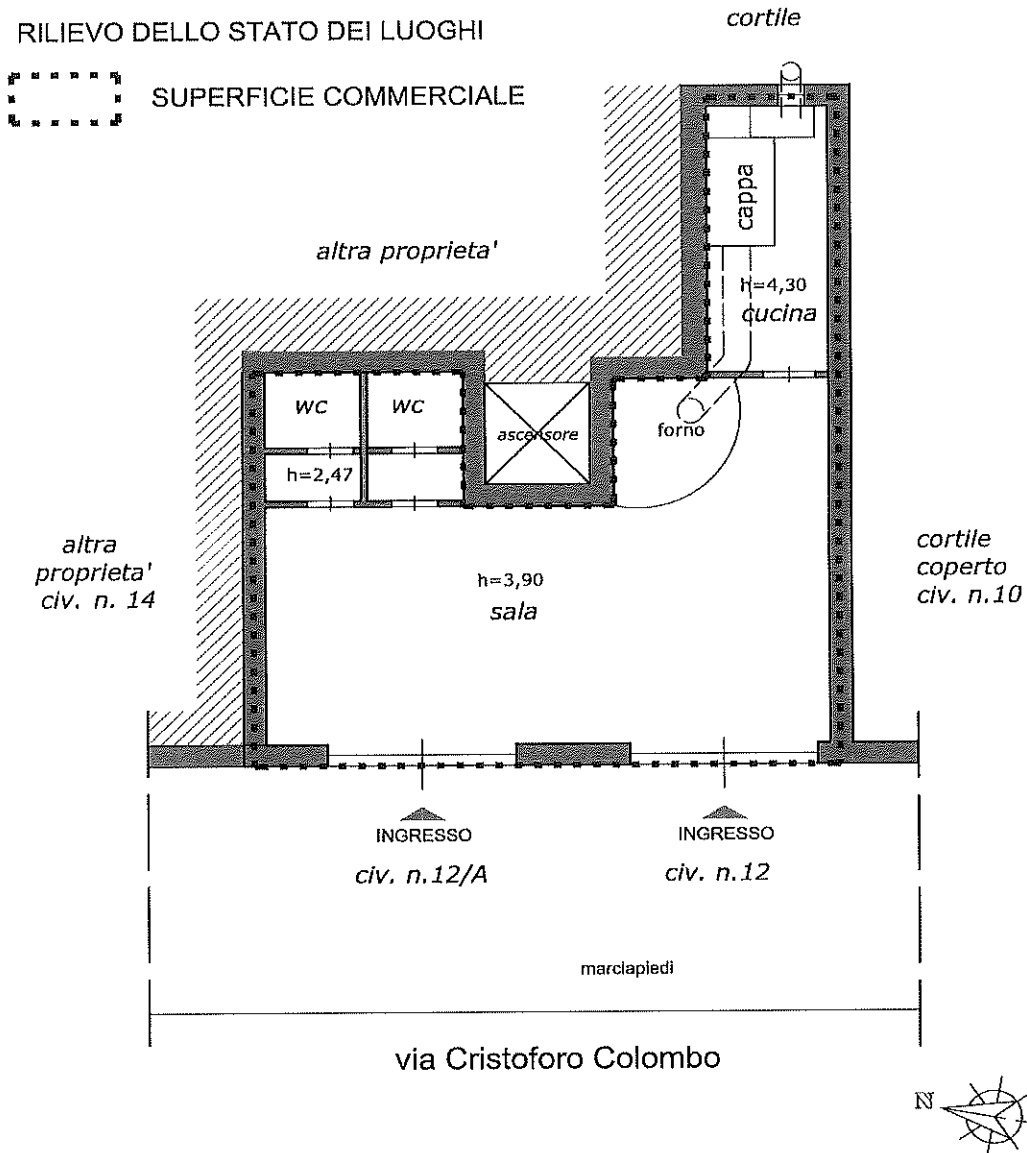 RILIEVO DELLO STATO DEI LUOGHI
cortile
SUPERFICIE COMMERCIALE
altra proprieta'
cappa
h=4,30
cucina
wc
wc
ascensore
forno
h=2,47
altra
proprieta'
civ. n. 14
h=3,90
sala
cortile
coperto
civ. n.10
INGRESSO
civ. n.12/A
INGRESSO
civ. n.12
marciapiedi
via Cristoforo Colombo
N